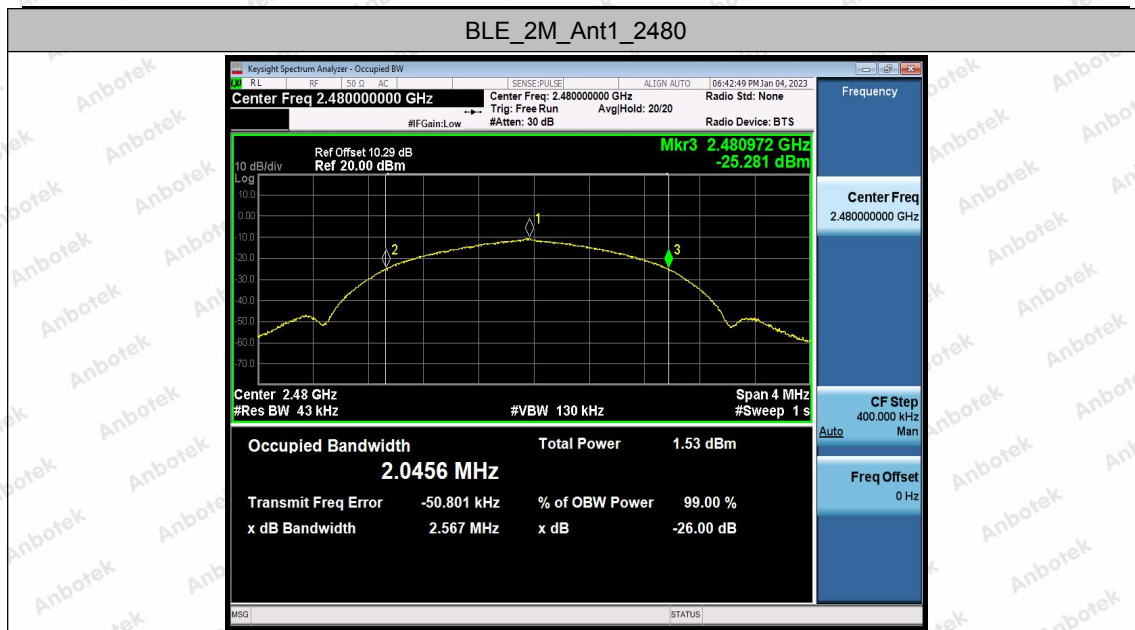 BLE_2M_Ant1_2480
Keysight Spectrum Analyzer - Occupied BW
RL RF 50 Ω AC SENSE:PULSE ALIGN AUTO 06:42:49 PM Jan 04, 2023
Center Freq 2.480000000 GHz
Center Freq: 2.480000000 GHz Radio Std: None
Trig: Free Run Avg|Hold: 20/20
#IFGain:Low #Atten: 30 dB Radio Device: BTS
Frequency
Mkr3 2.480972 GHz
-25.281 dBm
Ref Offset 10.29 dB
10 dB/div Ref 20.00 dBm
Log
10.0
0.00
-10.0
-20.0
-30.0
-40.0
-50.0
-60.0
-70.0
1
2
3
Center 2.48 GHz Span 4 MHz
#Res BW 43 kHz #VBW 130 kHz #Sweep 1 s
Occupied Bandwidth Total Power 1.53 dBm
2.0456 MHz
Transmit Freq Error -50.801 kHz % of OBW Power 99.00 %
x dB Bandwidth 2.567 MHz x dB -26.00 dB
Center Freq
2.480000000 GHz
CF Step
400.000 kHz
Auto Man
Freq Offset
0 Hz
MSG STATUS
Anbotek